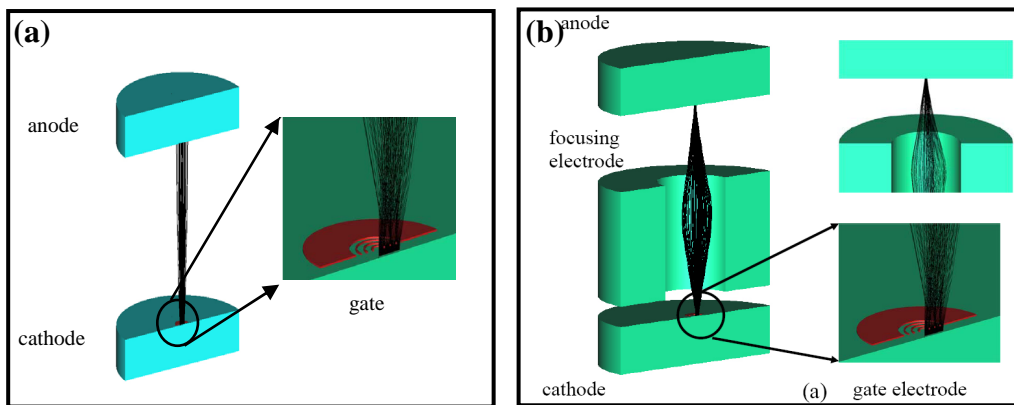 (a)
anode
gate
cathode
(b)
anode
focusing
electrode
cathode
(a)
gate electrode